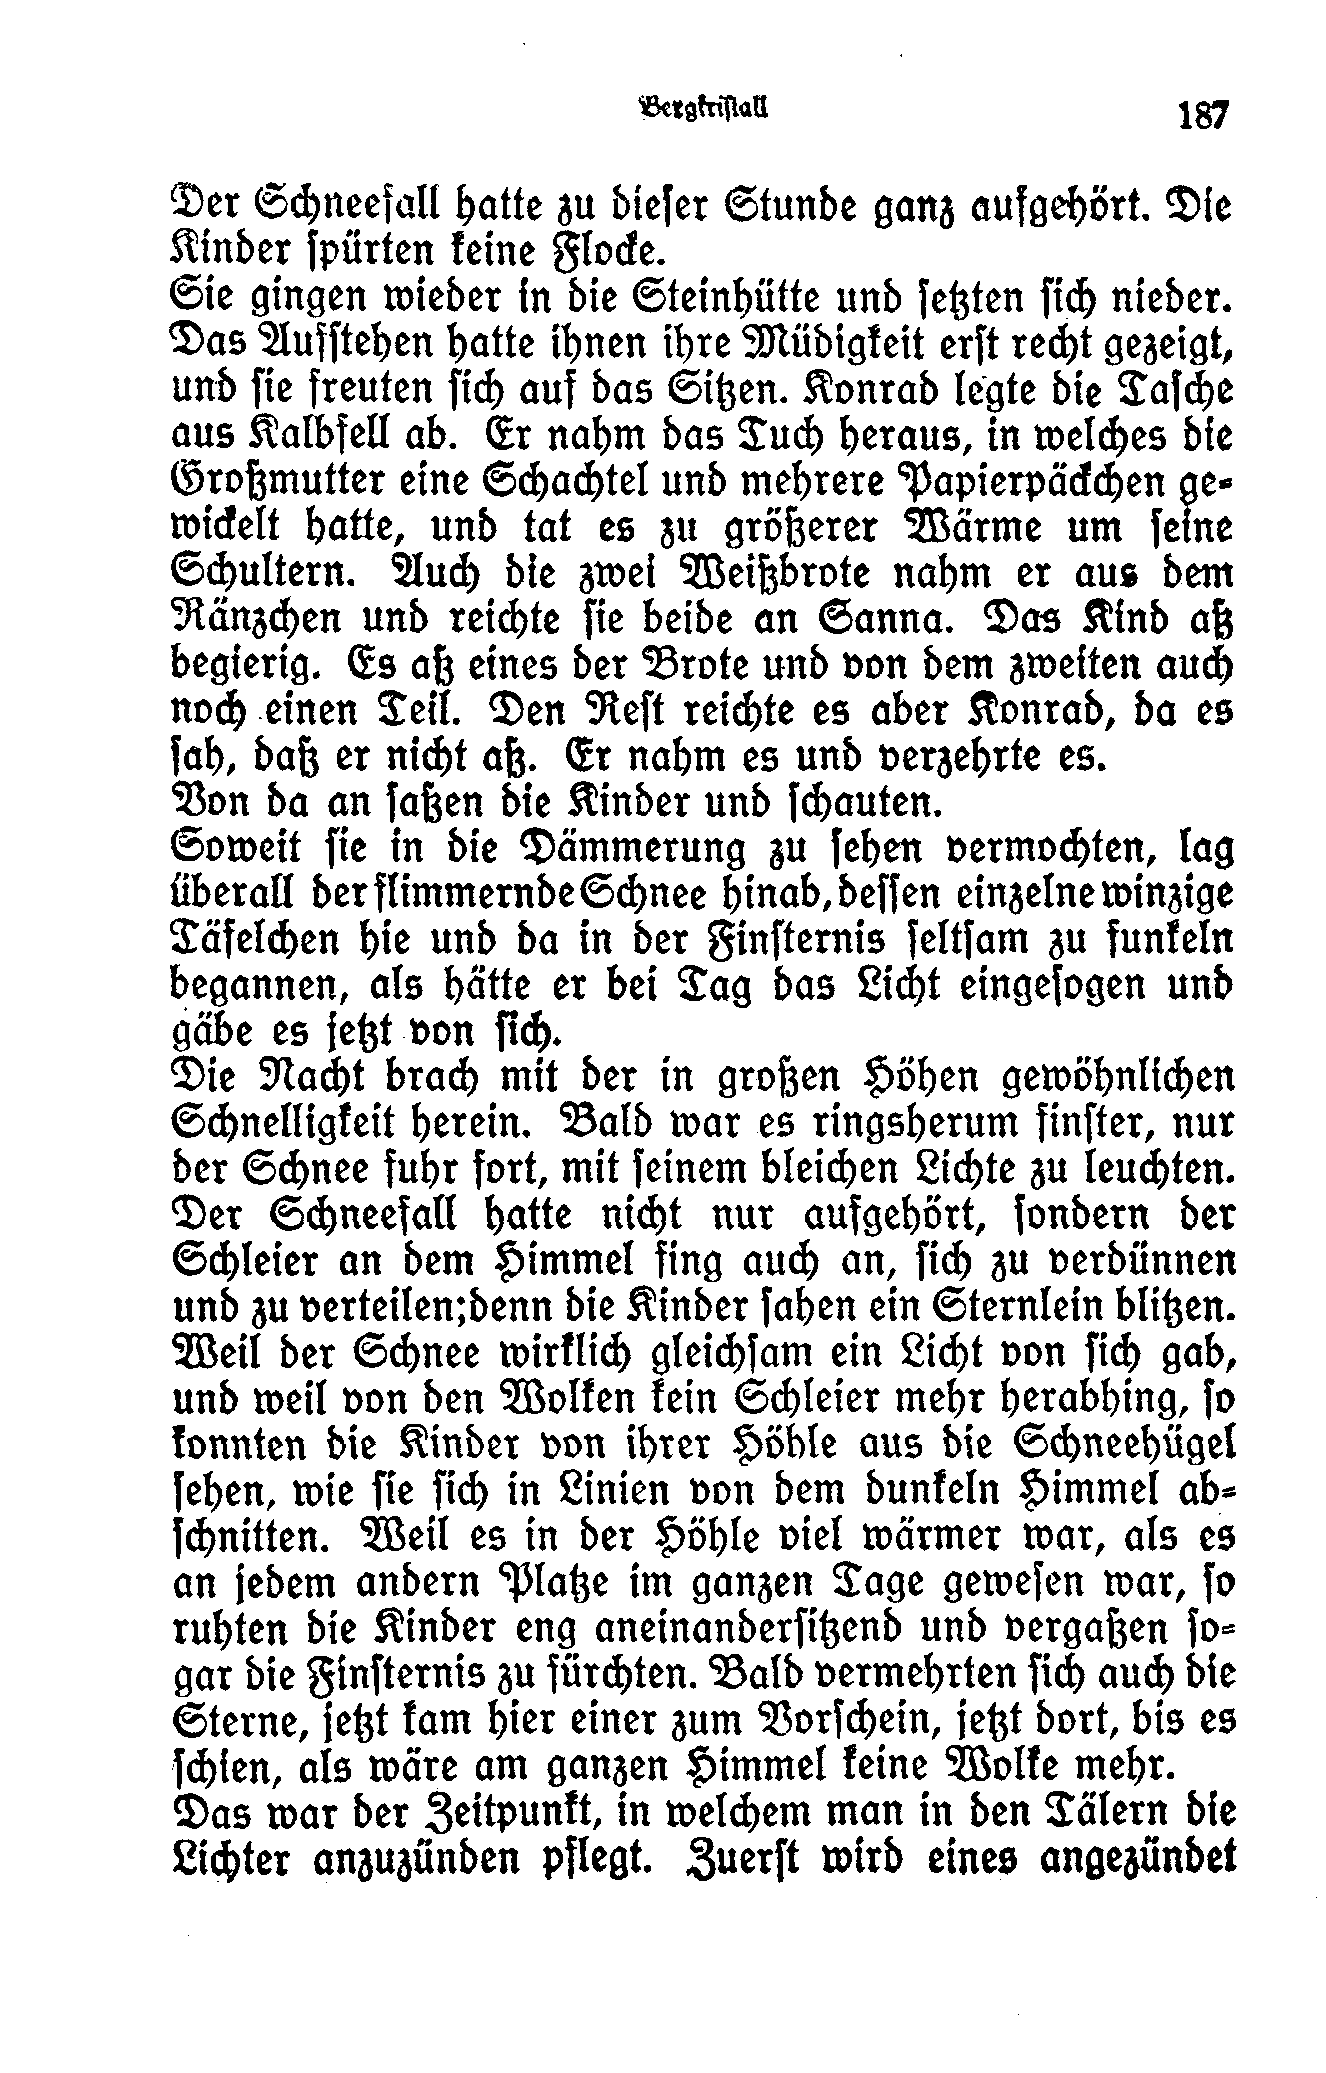 Bergkristall
187
Der Schneefall hatte zu dieser Stunde ganz aufgehört. Die
Kinder spürten keine Flocke.
Sie gingen wieder in die Steinhütte und setzten sich nieder.
Das Aufstehen hatte ihnen ihre Müdigkeit erst recht gezeigt,
und sie freuten sich auf das Sitzen. Konrad legte die Tasche
aus Kalbfell ab. Er nahm das Tuch heraus, in welches die
Großmutter eine Schachtel und mehrere Papierpäckchen ge-
wickelt hatte, und tat es zu größerer Wärme um seine
Schultern. Auch die zwei Weißbrote nahm er aus dem
Ränzchen und reichte sie beide an Sanna. Das Kind aß
begierig. Es aß eines der Brote und von dem zweiten auch
noch einen Teil. Den Rest reichte es aber Konrad, da es
sah, daß er nicht aß. Er nahm es und verzehrte es.
Von da an saßen die Kinder und schauten.
Soweit sie in die Dämmerung zu sehen vermochten, lag
überall der flimmernde Schnee hinab, dessen einzelne winzige
Täfelchen hie und da in der Finsternis seltsam zu funkeln
begannen, als hätte er bei Tag das Licht eingesogen und
gäbe es jetzt von sich.
Die Nacht brach mit der in großen Höhen gewöhnlichen
Schnelligkeit herein. Bald war es ringsherum finster, nur
der Schnee fuhr fort, mit seinem bleichen Lichte zu leuchten.
Der Schneefall hatte nicht nur aufgehört, sondern der
Schleier an dem Himmel fing auch an, sich zu verdünnen
und zu verteilen; denn die Kinder sahen ein Sternlein blitzen.
Weil der Schnee wirklich gleichsam ein Licht von sich gab,
und weil von den Wolken kein Schleier mehr herabhing, so
konnten die Kinder von ihrer Höhle aus die Schneehügel
sehen, wie sie sich in Linien von dem dunkeln Himmel ab-
schnitten. Weil es in der Höhle viel wärmer war, als es
an jedem andern Platze im ganzen Tage gewesen war, so
ruhten die Kinder eng aneinandersitzend und vergaßen so-
gar die Finsternis zu fürchten. Bald vermehrten sich auch die
Sterne, jetzt kam hier einer zum Vorschein, jetzt dort, bis es
schien, als wäre am ganzen Himmel keine Wolke mehr.
Das war der Zeitpunkt, in welchem man in den Tälern die
Lichter anzuzünden pflegt. Zuerst wird eines angezündet